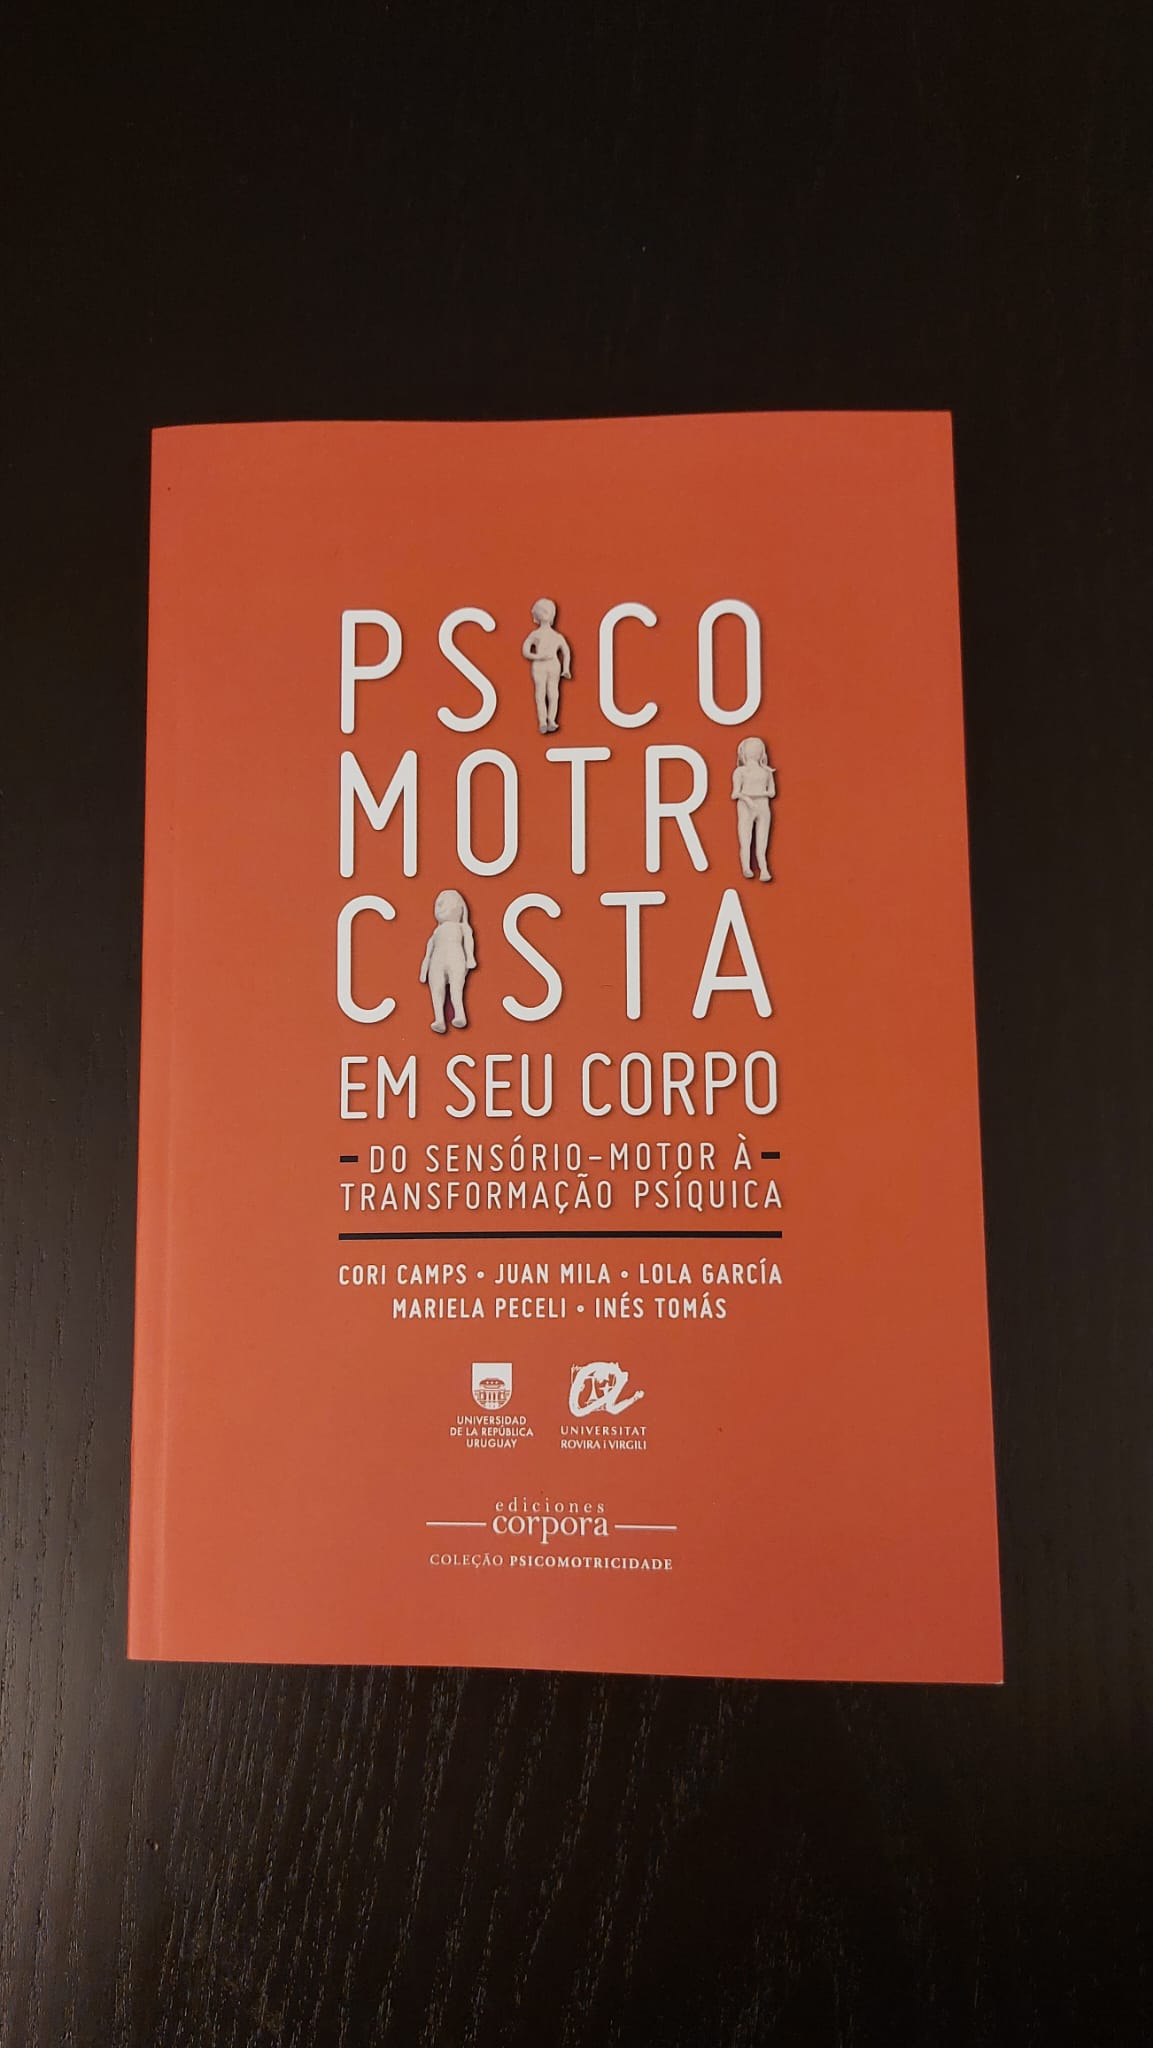 PSICO
MOTRI
CISTA
EM SEU CORPO
- DO SENSÓRIO-MOTOR À -
TRANSFORMAÇÃO PSÍQUICA
CORI CAMPS • JUAN MILA • LOLA GARCÍA
MARIELA PECELI • INÉS TOMÁS
UNIVERSIDAD
DE LA REPÚBLICA
URUGUAY
UNIVERSITAT
ROVIRA i VIRGILI
ediciones
corpora
COLEÇÃO PSICOMOTRICIDADE